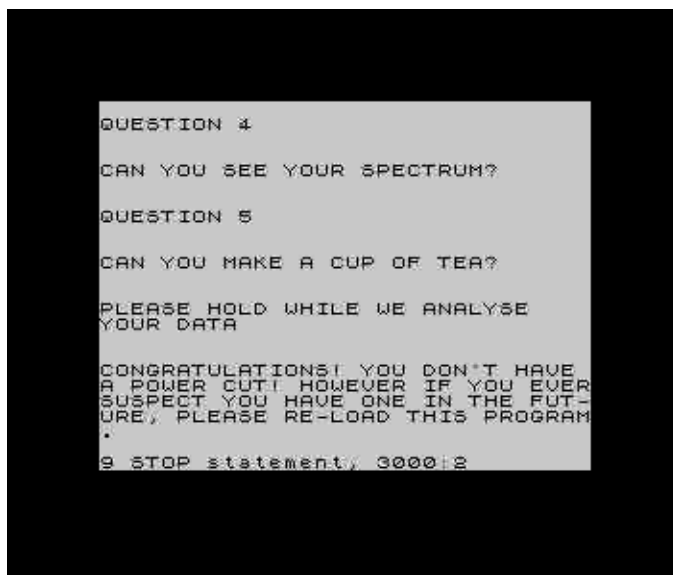 QUESTION 4
CAN YOU SEE YOUR SPECTRUM?
QUESTION 5
CAN YOU MAKE A CUP OF TEA?
PLEASE HOLD WHILE WE ANALYSE
YOUR DATA
CONGRATULATIONS! YOU DON'T HAVE
A POWER CUT! HOWEVER IF YOU EVER
SUSPECT YOU HAVE ONE IN THE FUT-
URE, PLEASE RE-LOAD THIS PROGRAM
.
9 STOP statement, 3000:2